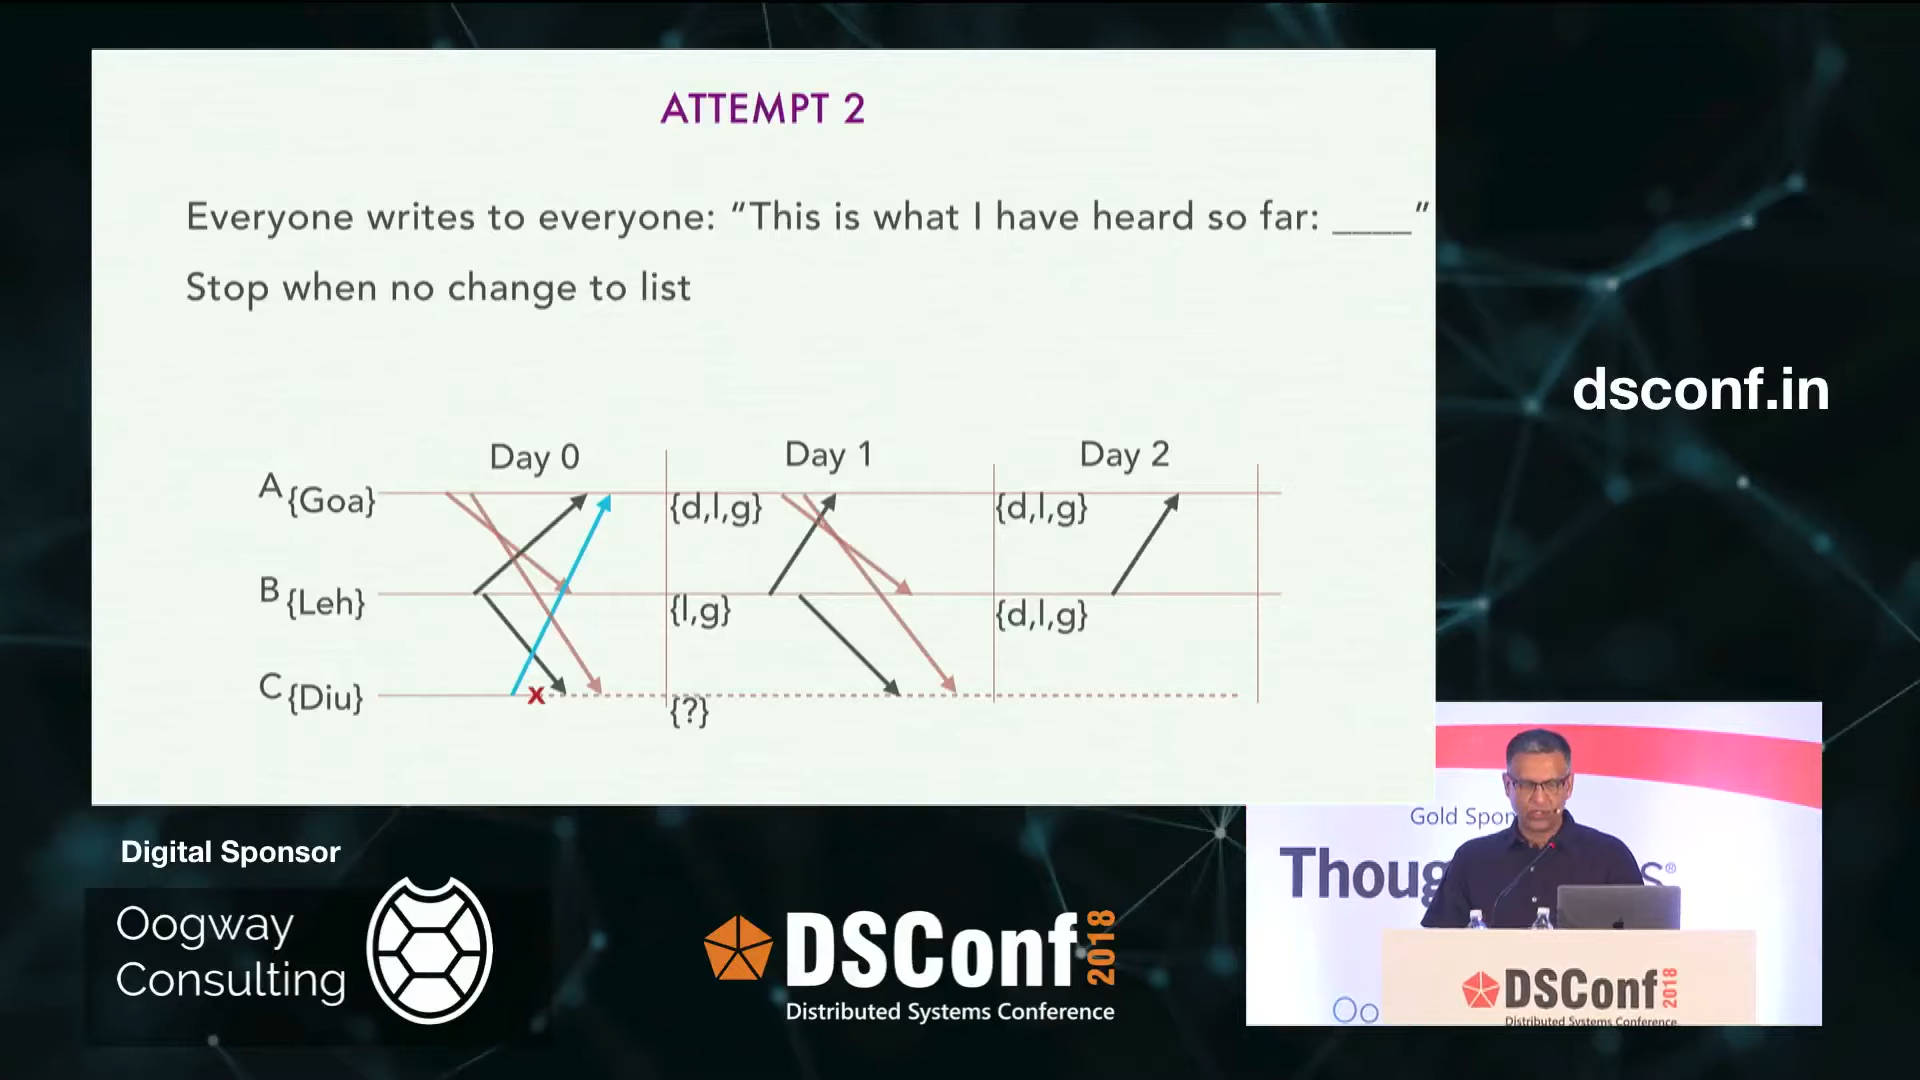 ATTEMPT 2
Everyone writes to everyone: “This is what I have heard so far: ____”
Stop when no change to list
Day 0
Day 1
Day 2
A {Goa}
{d,l,g}
{d,l,g}
B {Leh}
{l,g}
{d,l,g}
C {Diu}
x
{?}
dsconf.in
Digital Sponsor
Oogway
Consulting
DSConf 2018
Distributed Systems Conference
Gold Spon
Thoug s®
Oo
DSConf 2018
Distributed Systems Conference